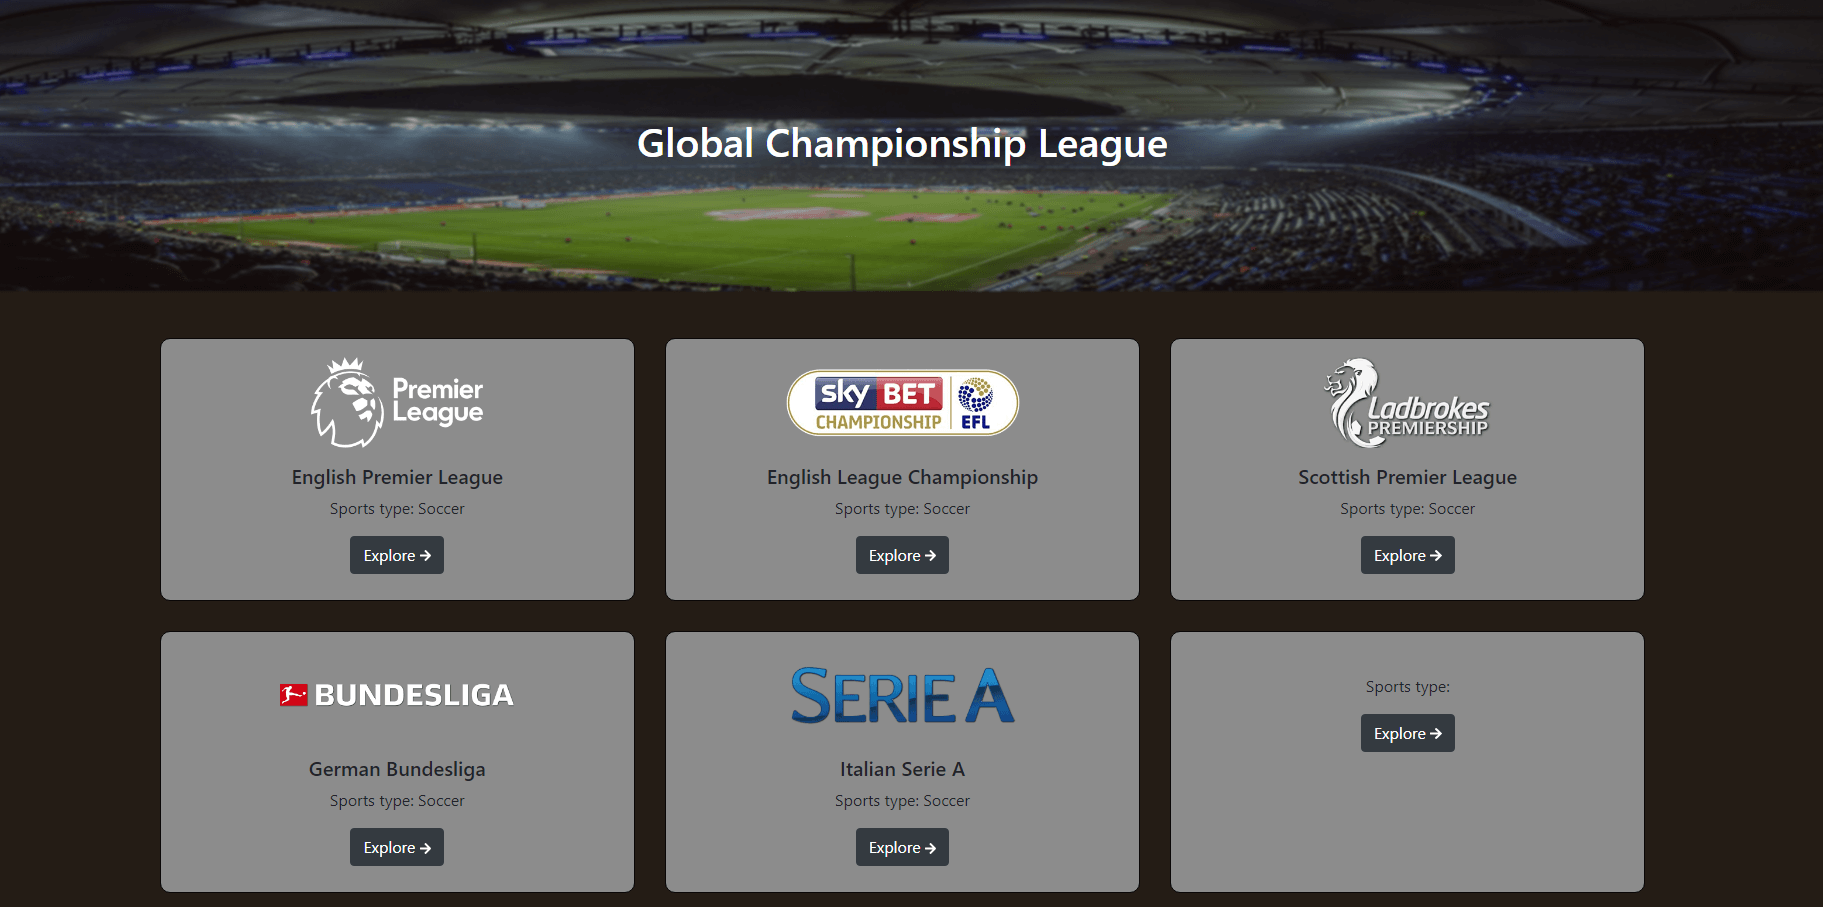 Global Championship League
Premier
League
English Premier League
Sports type: Soccer
Explore →
sky BET
CHAMPIONSHIP
EFL
English League Championship
Sports type: Soccer
Explore →
Ladbrokes
PREMIERSHIP
Scottish Premier League
Sports type: Soccer
Explore →
BUNDESLIGA
German Bundesliga
Sports type: Soccer
Explore →
SERIE A
Italian Serie A
Sports type: Soccer
Explore →
Sports type:
Explore →